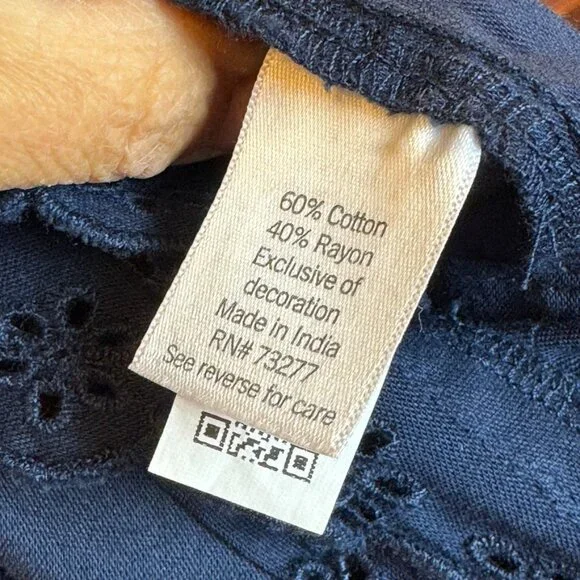 60% Cotton
40% Rayon
Exclusive of
decoration
Made in India
RN# 73277
See reverse for care